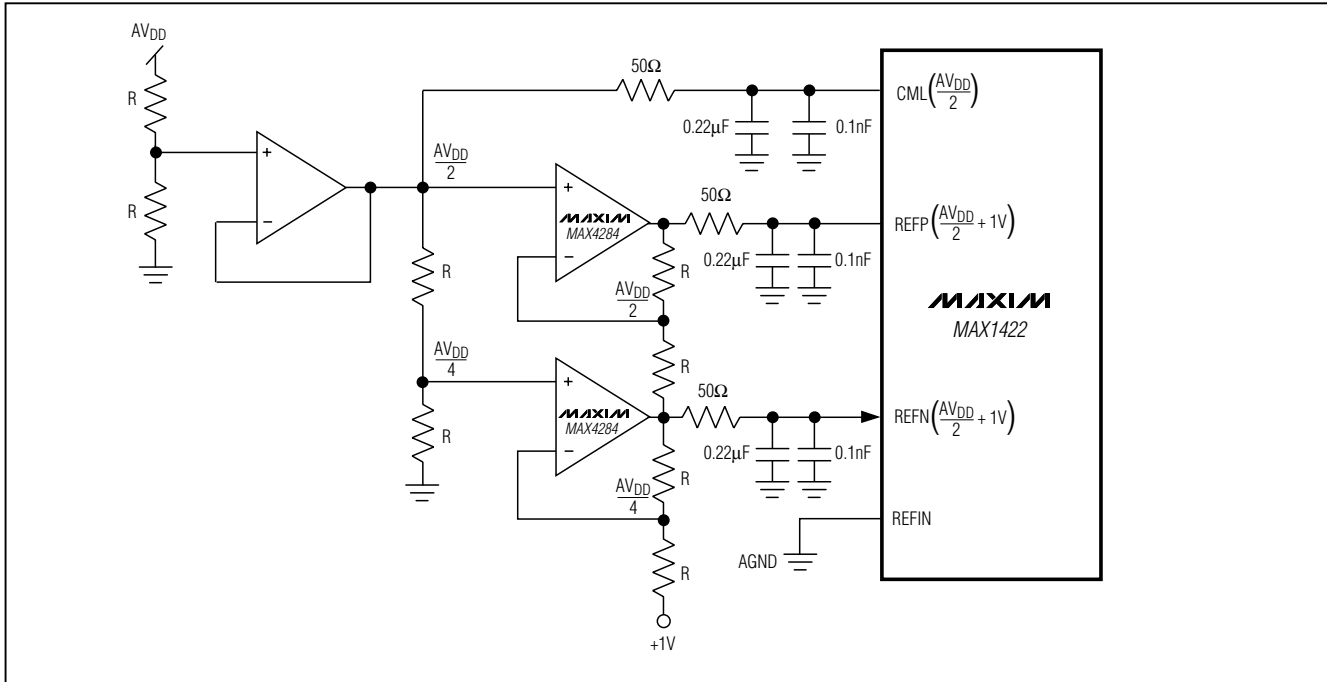 AVDD
R
R
AVDD/2
50Ω
0.22µF
0.1nF
CML(AVDD/2)
MAXIM
MAX4284
50Ω
R
0.22µF
0.1nF
REFP(AVDD/2 + 1V)
R
AVDD/2
MAXIM
MAX1422
AVDD/4
R
MAXIM
MAX4284
50Ω
R
R
0.22µF
0.1nF
REFN(AVDD/2 + 1V)
AVDD/4
R
REFIN
AGND
+1V